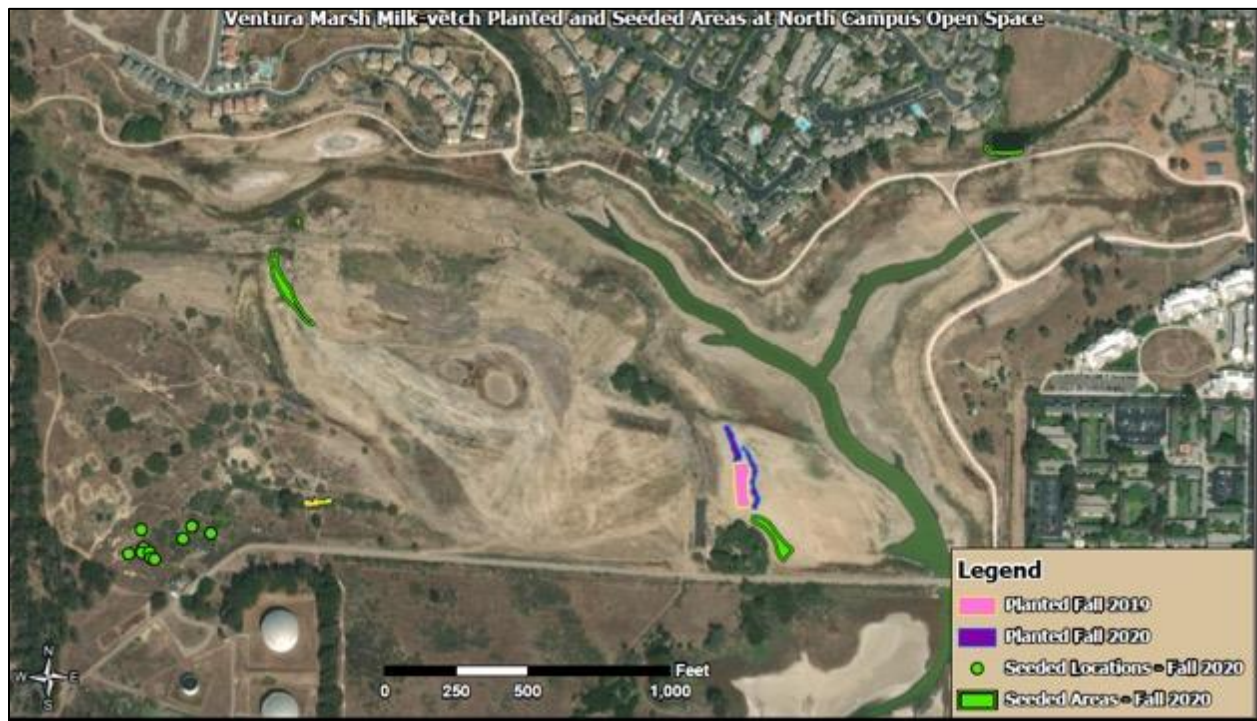 Ventura Marsh Milk-vetch Planted and Seeded Areas at North Campus Open Space
Legend
Planted Fall 2019
Planted Fall 2020
Seeded Locations - Fall 2020
Seeded Areas - Fall 2020
N
W E
S
Feet
0 250 500 1,000